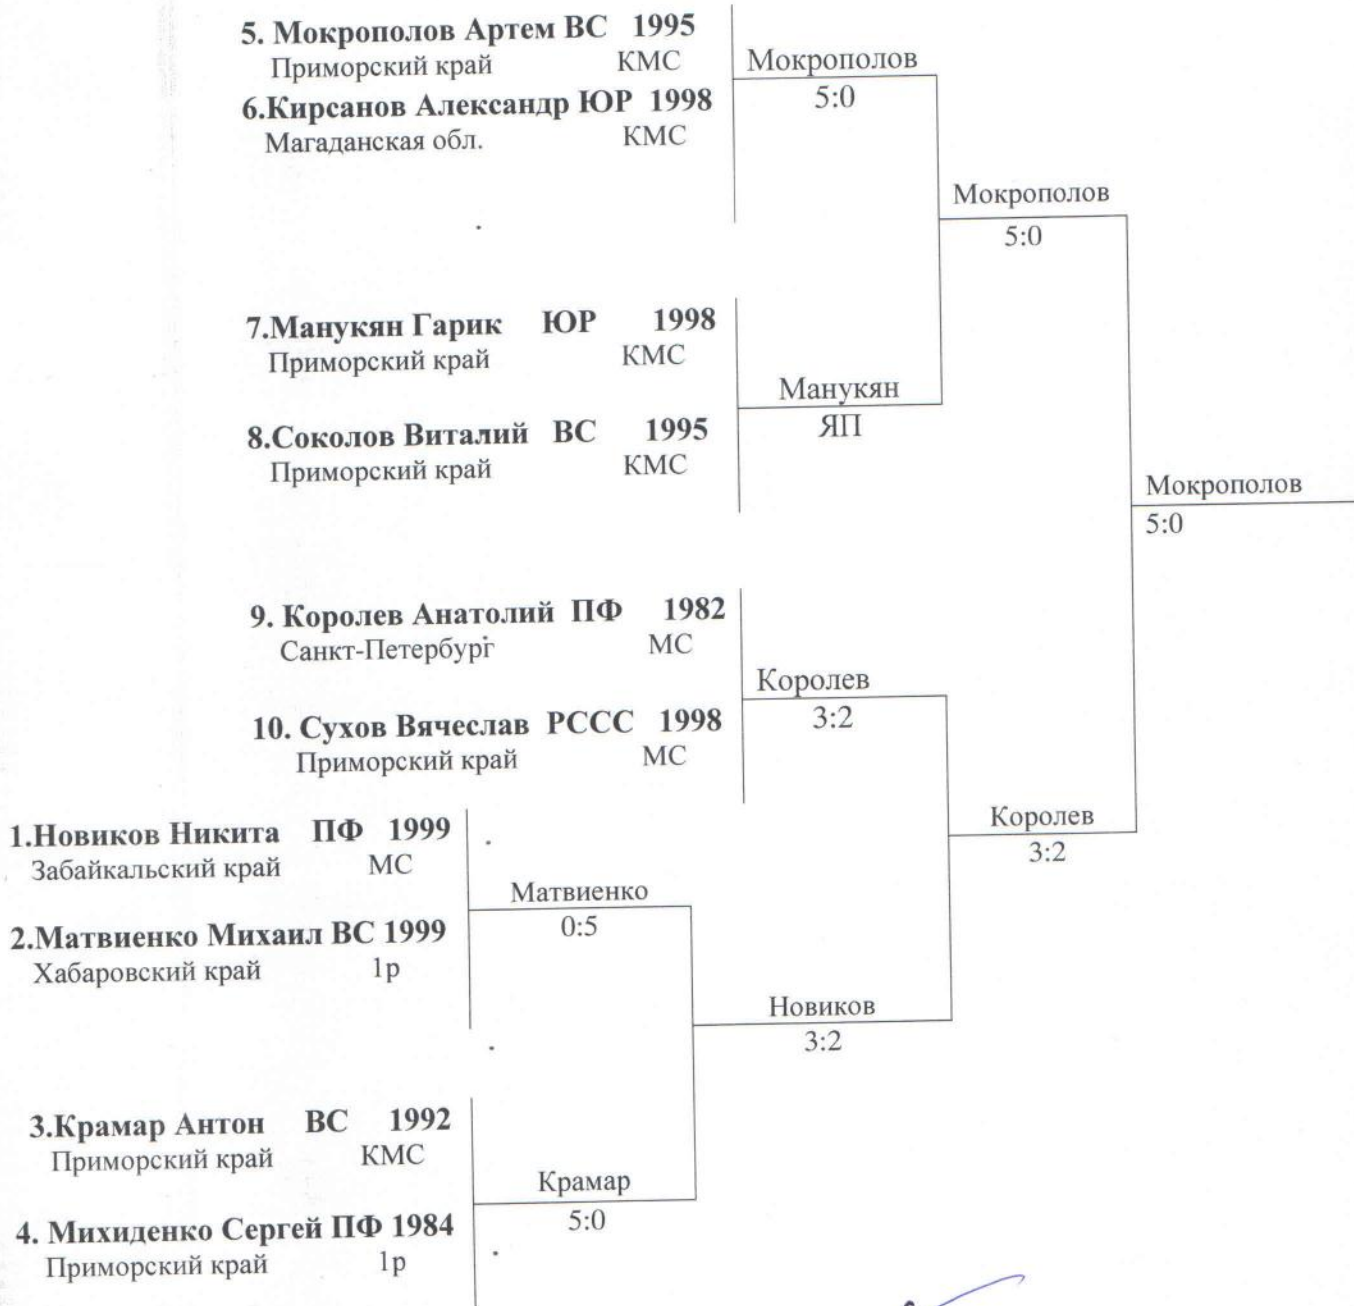 5. Мокрополов Артем ВС 1995
Приморский край КМС
6.Кирсанов Александр ЮР 1998
Магаданская обл. КМС
Мокрополов
5:0
Мокрополов
5:0
7.Манукян Гарик ЮР 1998
Приморский край КМС
8.Соколов Виталий ВС 1995
Приморский край КМС
Манукян
ЯП
Мокрополов
5:0
9. Королев Анатолий ПФ 1982
Санкт-Петербург МС
10. Сухов Вячеслав РССС 1998
Приморский край МС
Королев
3:2
Королев
3:2
1.Новиков Никита ПФ 1999
Забайкальский край МС
2.Матвиенко Михаил ВС 1999
Хабаровский край 1р
Матвиенко
0:5
Новиков
3:2
3.Крамар Антон ВС 1992
Приморский край КМС
4. Михиденко Сергей ПФ 1984
Приморский край 1р
Крамар
5:0